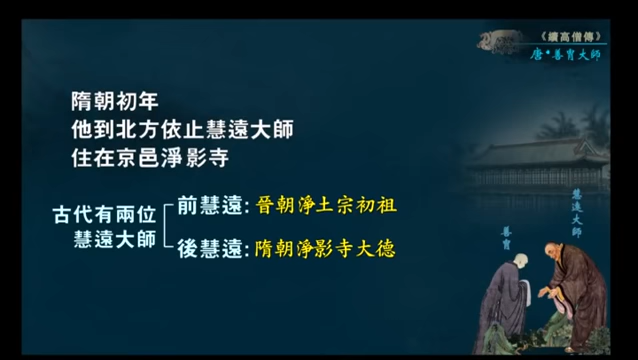 《續高僧傳》
唐•善胄大師
隋朝初年
他到北方依止慧遠大師
住在京邑淨影寺
古代有兩位
慧遠大師
前慧遠:晉朝淨土宗初祖
後慧遠:隋朝淨影寺大德
慧遠大師
善胄